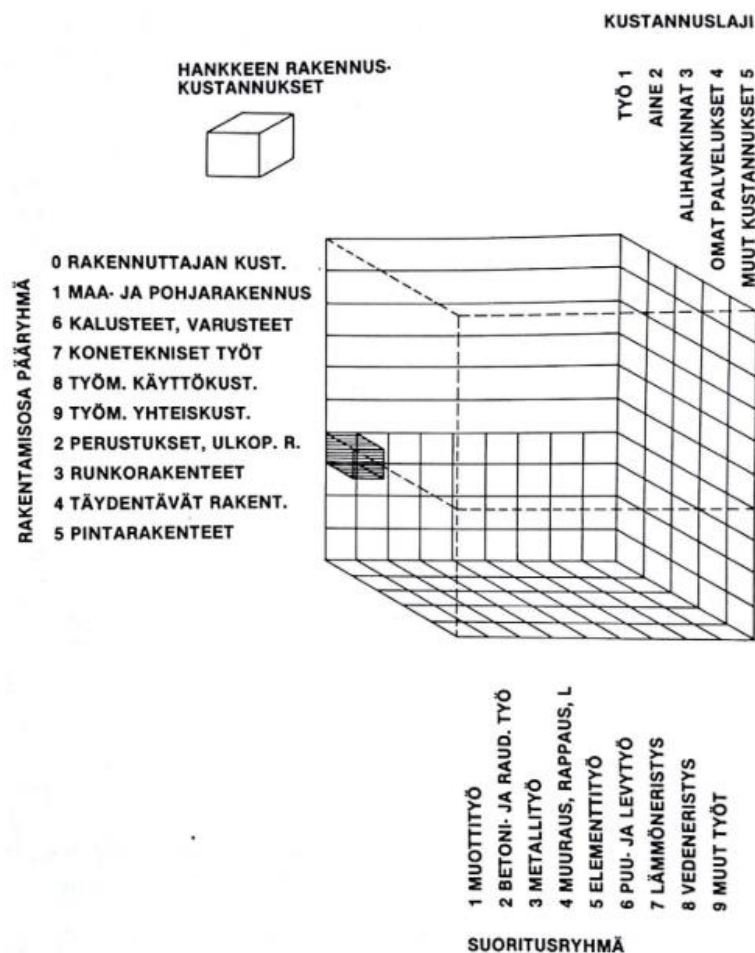 KUSTANNUSLAJI
HANKKEEN RAKENNUS-
KUSTANNUKSET
TYÖ 1
AINE 2
ALIHANKINNAT 3
OMAT PALVELUKSET 4
MUUT KUSTANNUKSET 5
RAKENTAMISOSA PÄÄRYHMÄ
0 RAKENNUTTAJAN KUST.
1 MAA- JA POHJARAKENNUS
6 KALUSTEET, VARUSTEET
7 KONETEKNISET TYÖT
8 TYÖM. KÄYTTÖKUST.
9 TYÖM. YHTEISKUST.
2 PERUSTUKSET, ULKOP. R.
3 RUNKORAKENTEET
4 TÄYDENTÄVÄT RAKENT.
5 PINTARAKENTEET
1 MUOTTITYÖ
2 BETONI- JA RAUD. TYÖ
3 METALLITYÖ
4 MUURAUS, RAPPAUS, L
5 ELEMENTTITYÖ
6 PUU- JA LEVYTYÖ
7 LÄMMÖNERISTYS
8 VEDENERISTYS
9 MUUT TYÖT
SUORITUSRYHMÄ